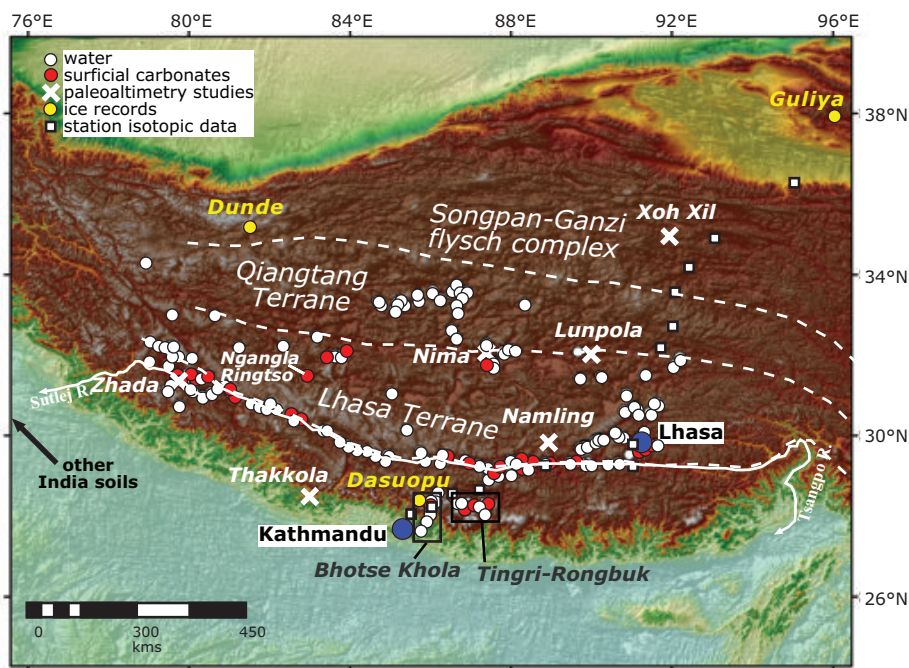 76°E
80°E
84°E
88°E
92°E
96°E
water
surficial carbonates
paleoaltimetry studies
ice records
station isotopic data
Guliya
38°N
Dunde
Songpan-Ganzi
flysch complex
Xoh Xil
Qiangtang
Terrane
34°N
Lunpola
Nima
Ngangla
Ringtso
Zhada
Sutlej R.
Lhasa Terrane
Namling
Lhasa
30°N
other
India soils
Thakkola
Dasuopu
Tsangpo R.
Kathmandu
Bhotse Khola
Tingri-Rongbuk
26°N
0
300
450
kms